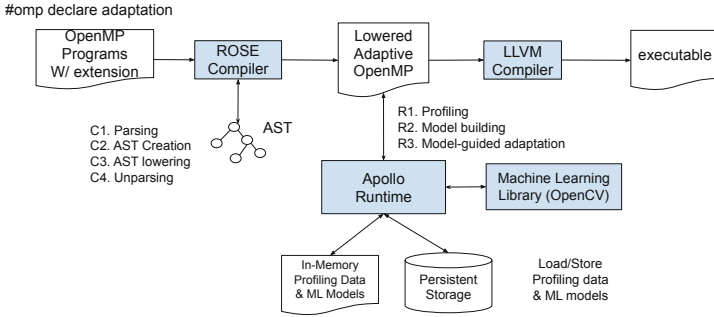 #omp declare adaptation
OpenMP
Programs
W/ extension
ROSE
Compiler
Lowered
Adaptive
OpenMP
LLVM
Compiler
executable
C1. Parsing
C2. AST Creation
C3. AST lowering
C4. Unparsing
AST
R1. Profiling
R2. Model building
R3. Model-guided adaptation
Apollo
Runtime
Machine Learning
Library (OpenCV)
In-Memory
Profiling Data
& ML Models
Persistent
Storage
Load/Store
Profiling data
& ML models